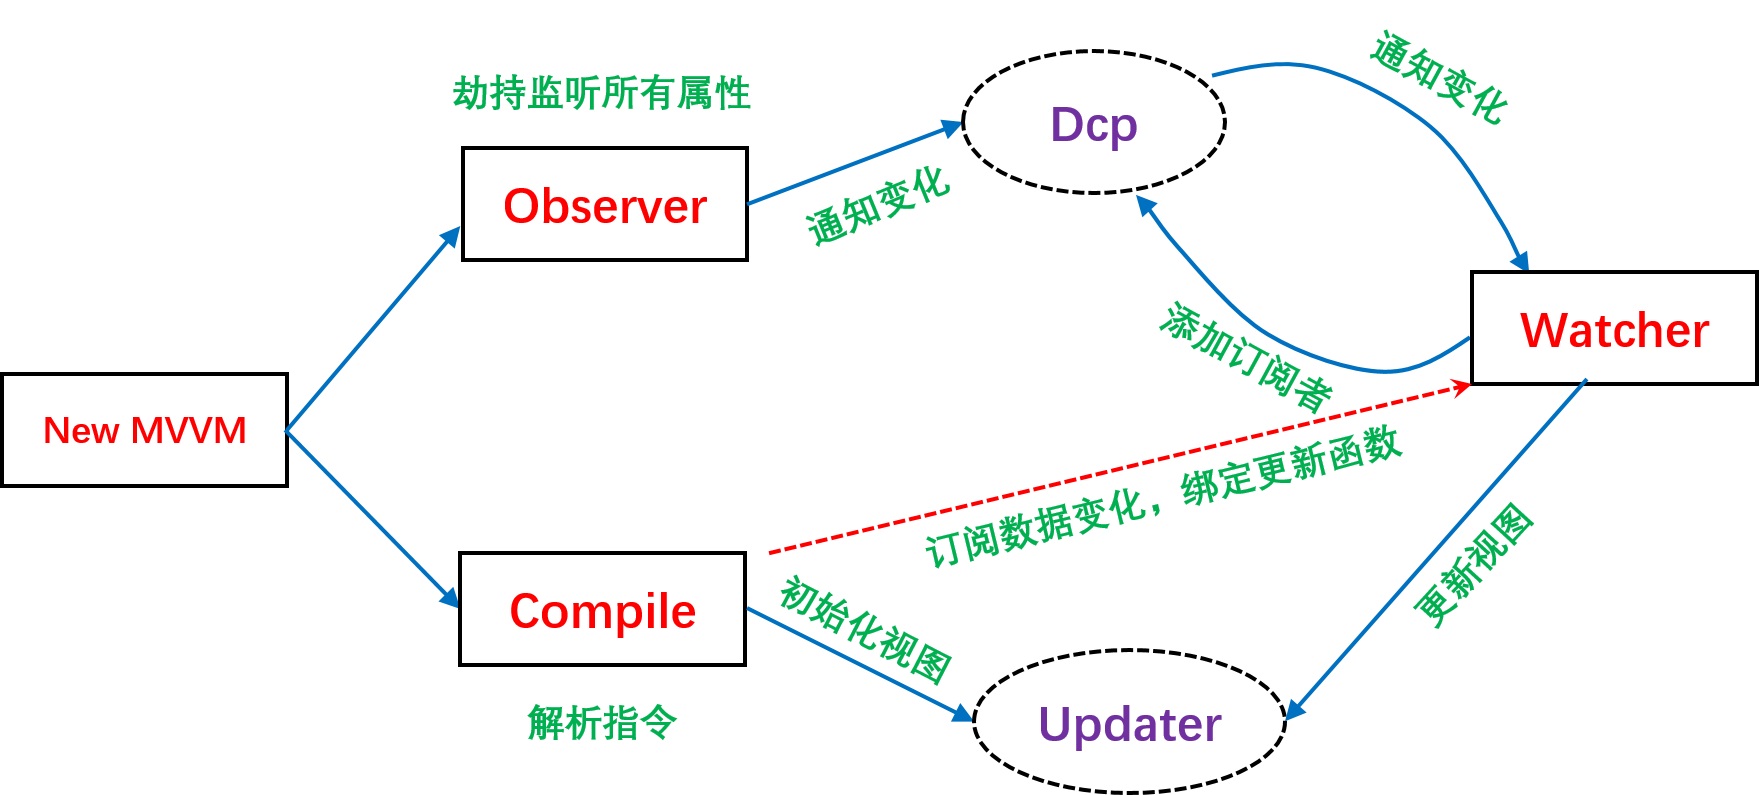 劫持监听所有属性
Observer
通知变化
Dcp
通知变化
添加订阅者
Watcher
New MVVM
订阅数据变化，绑定更新函数
Compile
初始化视图
更新视图
解析指令
Updater